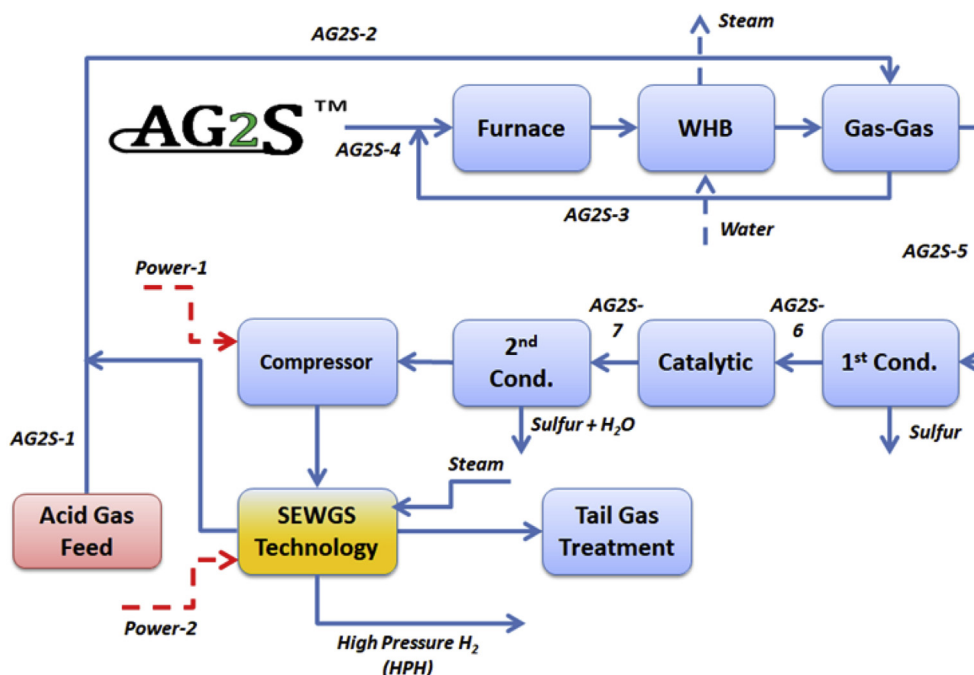 AG2S-2
Steam
AG2S™
AG2S-4
Furnace
WHB
Gas-Gas
AG2S-3
Water
AG2S-5
Power-1
Compressor
2nd
Cond.
AG2S-
7
Catalytic
AG2S-
6
1st Cond.
AG2S-1
Sulfur + H₂O
Sulfur
Steam
Acid Gas
Feed
SEWGS
Technology
Tail Gas
Treatment
Power-2
High Pressure H₂
(HPH)